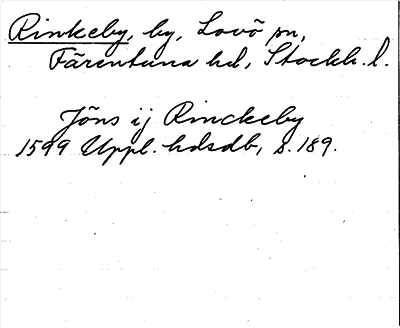 Rinkeby, by, Lovö sn,
Färentuna hd, Stockh. l.
Jöns ij Rinckeby
1599 Uppl. hdsdb, s. 189.